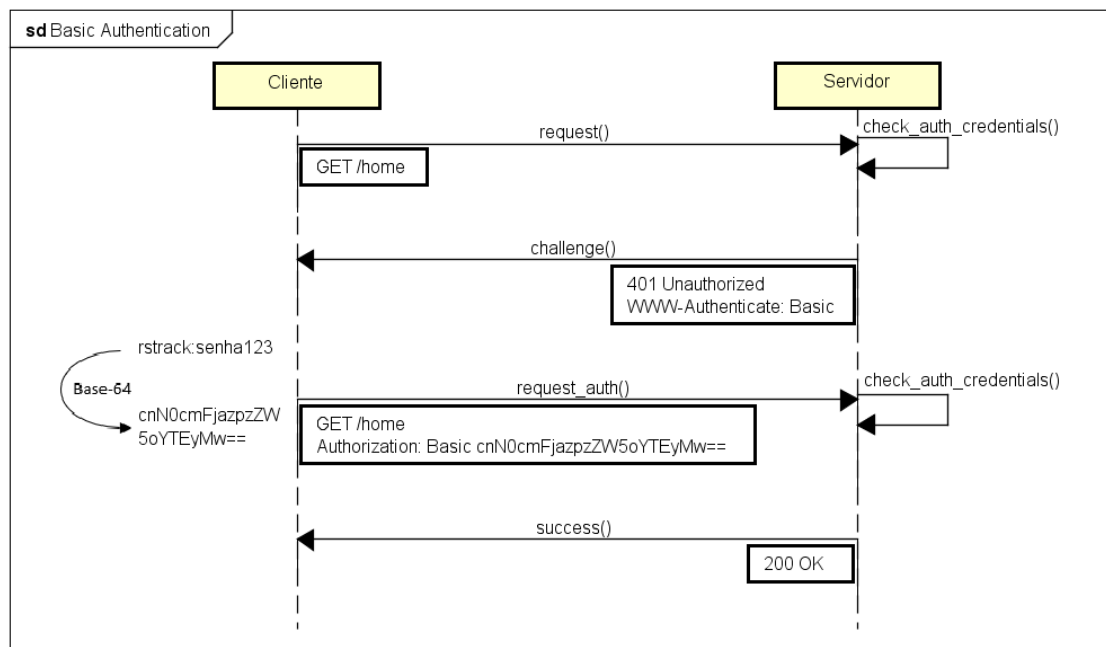 sd Basic Authentication
Cliente
Servidor
request()
check_auth_credentials()
GET /home
challenge()
401 Unauthorized
WWW-Authenticate: Basic
rstrack:senha123
Base-64
cnN0cmFjazpzZW
5oYTEyMw==
request_auth()
check_auth_credentials()
GET /home
Authorization: Basic cnN0cmFjazpzZW5oYTEyMw==
success()
200 OK